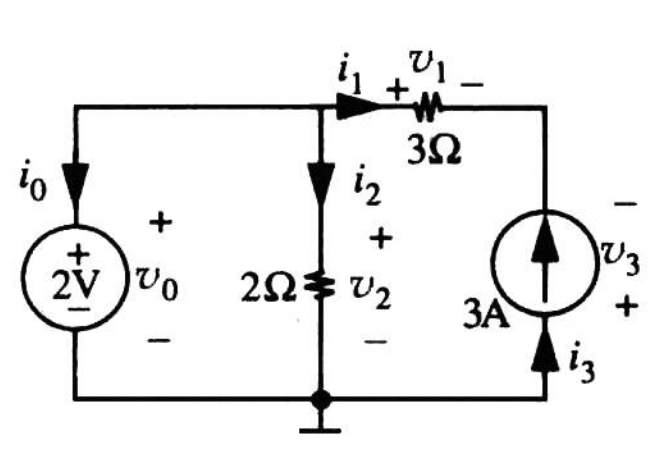 i₁ + v₁ −
3Ω
i₀
i₂
+
2V
−
+
v₀
−
2Ω
+
v₂
−
3A
−
v₃
+
i₃